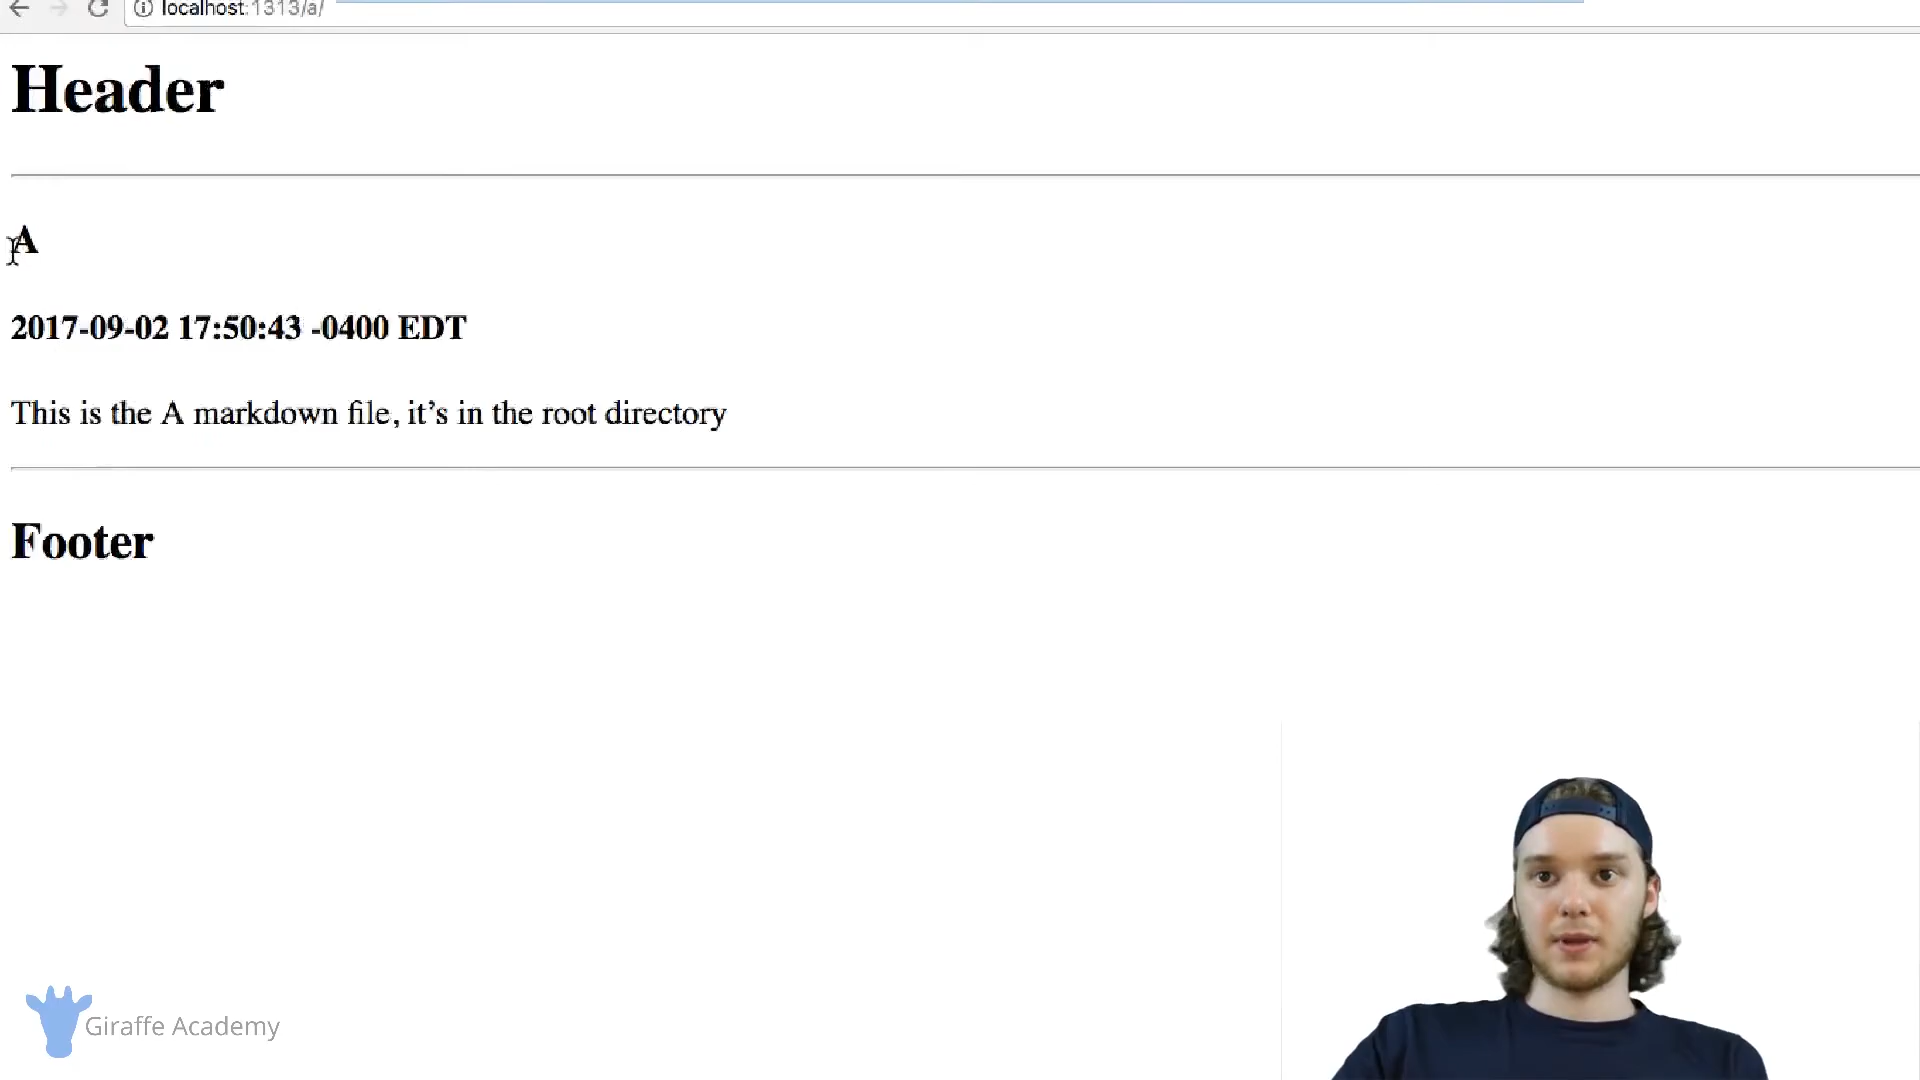 localhost:1313/a/
Header
A
2017-09-02 17:50:43 -0400 EDT
This is the A markdown file, it’s in the root directory
Footer
Giraffe Academy